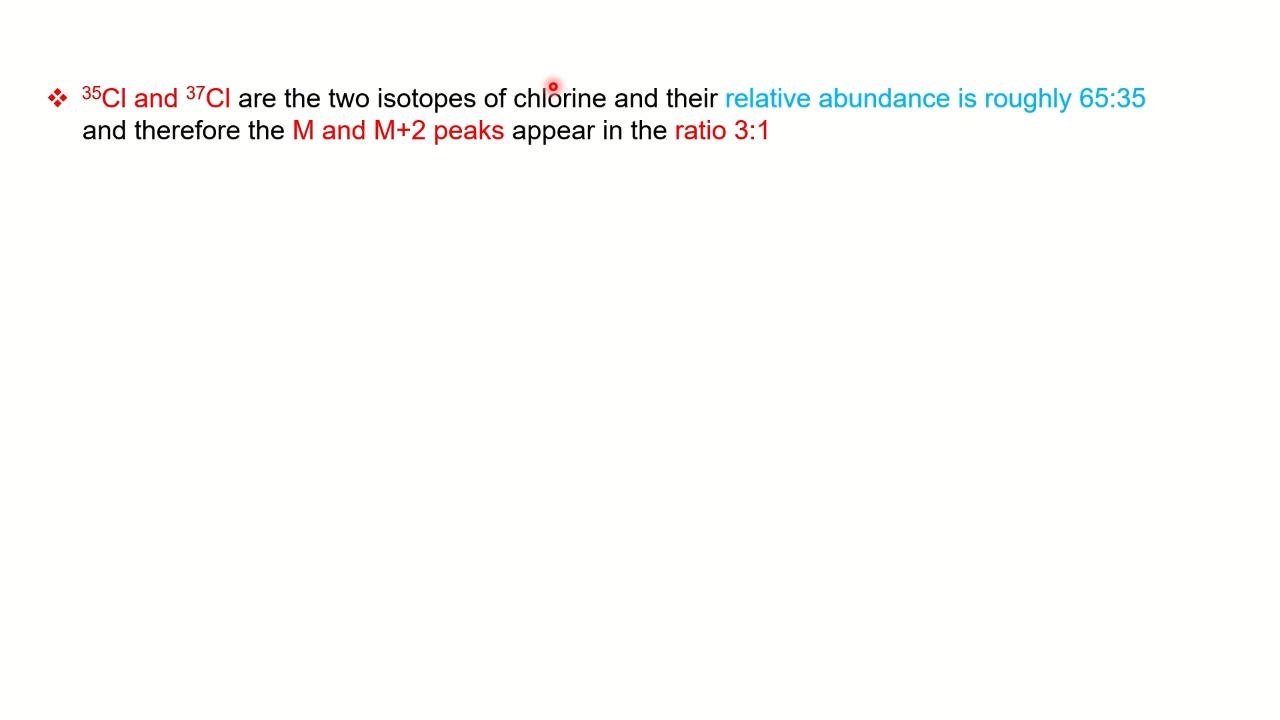 ❖ ³⁵Cl and ³⁷Cl are the two isotopes of chlorine and their relative abundance is roughly 65:35
and therefore the M and M+2 peaks appear in the ratio 3:1